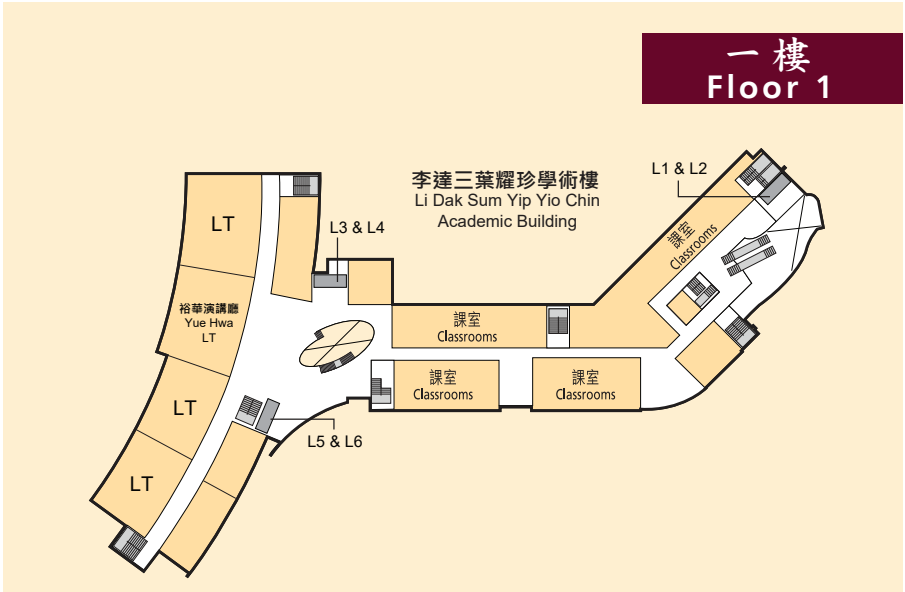 一樓
Floor 1
李達三葉耀珍學術樓
Li Dak Sum Yip Yio Chin
Academic Building
L1 & L2
L3 & L4
LT
裕華演講廳
Yue Hwa
LT
課室
Classrooms
課室
Classrooms
課室
Classrooms
課室
Classrooms
LT
L5 & L6
LT